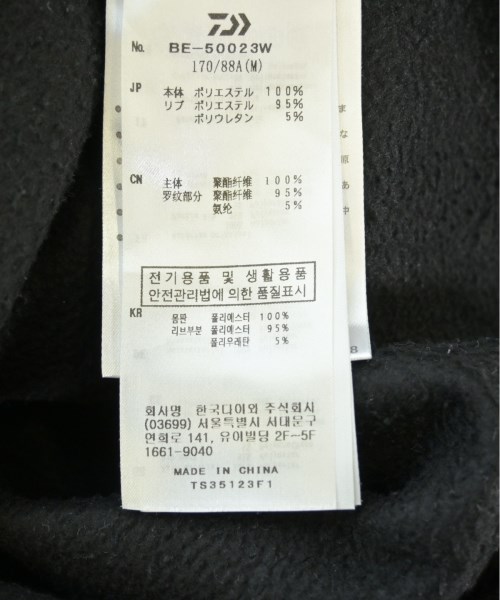 No. BE-50023W
170/88A(M)
JP 本体 ポリエステル 100%
リブ ポリエステル 95%
ポリウレタン 5%
CN 主体 聚酯纤维 100%
罗纹部分 聚酯纤维 95%
氨纶 5%
전기용품 및 생활용품
안전관리법에 의한 품질표시
KR 몸판 폴리에스터 100%
리브부분 폴리에스터 95%
폴리우레탄 5%
회사명 한국다이와 주식회사
(03699) 서울특별시 서대문구
연희로 141, 유이빌딩 2F-5F
1661-9040
MADE IN CHINA
TS35123F1
ま
な
あ
中
8